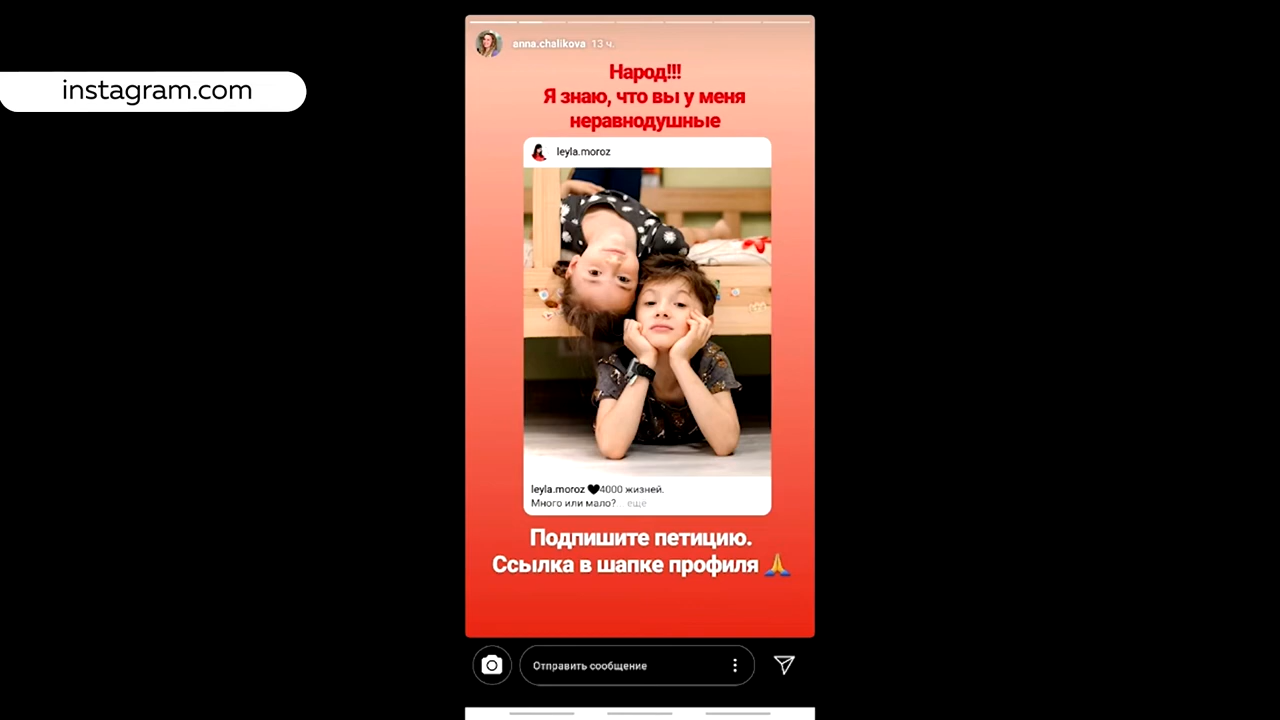 instagram.com
anna.chalikova 13 ч.
Народ!!!
Я знаю, что вы у меня
неравнодушные
leyla.moroz
leyla.moroz 🖤4000 жизней.
Много или мало?... еще
Подпишите петицию.
Ссылка в шапке профиля 🙏
Отправить сообщение